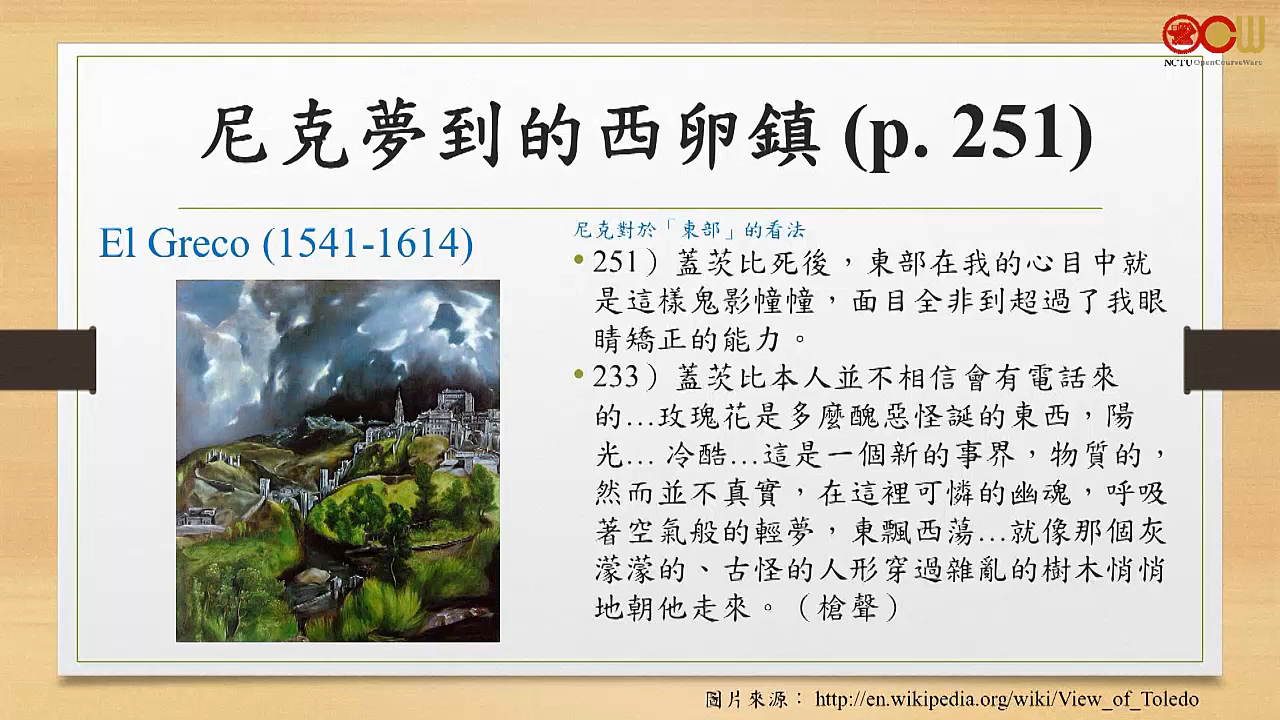 OCW
NCTU OpenCourseWare
尼克夢到的西卵鎮 (p. 251)
El Greco (1541-1614)
尼克對於「東部」的看法
• 251）蓋茨比死後，東部在我的心目中就
是這樣鬼影幢幢，面目全非到超過了我眼
睛矯正的能力。
• 233）蓋茨比本人並不相信會有電話來
的…玫瑰花是多麼醜惡怪誕的東西，陽
光… 冷酷…這是一個新的事界，物質的，
然而並不真實，在這裡可憐的幽魂，呼吸
著空氣般的輕夢，東飄西蕩…就像那個灰
濛濛的、古怪的人形穿過雜亂的樹木悄悄
地朝他走來。（槍聲）
圖片來源： http://en.wikipedia.org/wiki/View_of_Toledo